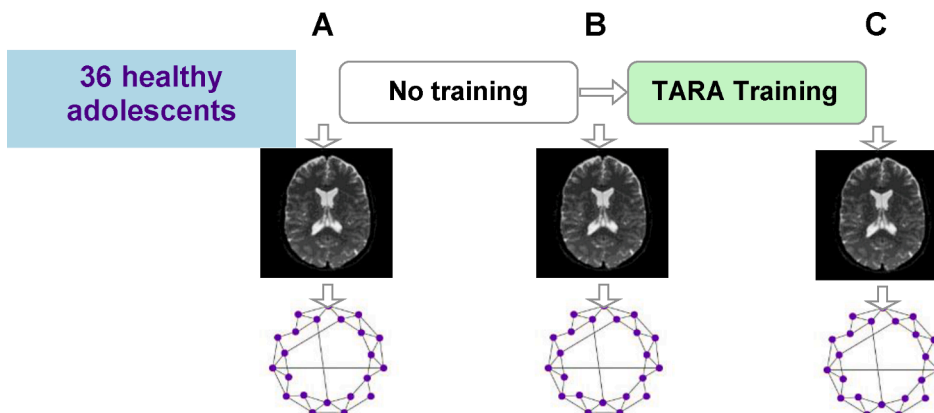 A
B
C
36 healthy
adolescents
No training
TARA Training